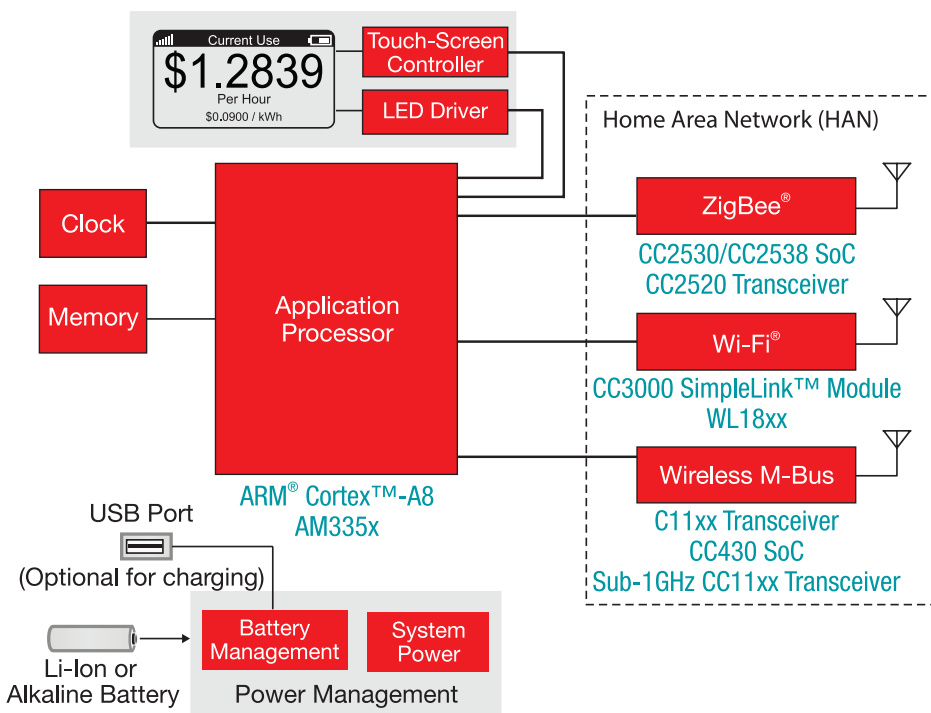 Current Use
$1.2839
Per Hour
$0.0900 / kWh
Touch-Screen
Controller
LED Driver
Home Area Network (HAN)
Clock
Memory
Application
Processor
ARM® Cortex™-A8
AM335x
ZigBee®
CC2530/CC2538 SoC
CC2520 Transceiver
Wi-Fi®
CC3000 SimpleLink™ Module
WL18xx
Wireless M-Bus
C11xx Transceiver
CC430 SoC
Sub-1GHz CC11xx Transceiver
USB Port
(Optional for charging)
Li-Ion or
Alkaline Battery
Battery
Management
System
Power
Power Management